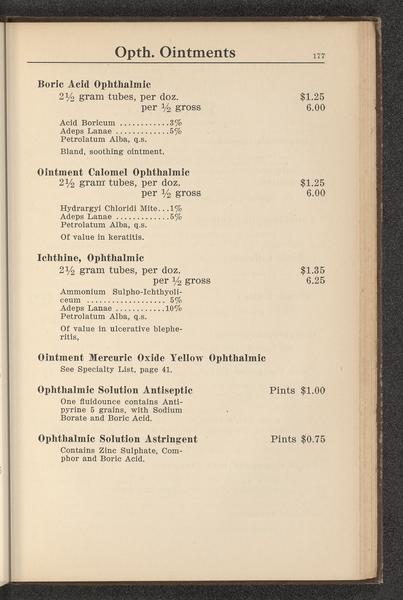 Opth. Ointments 177
Boric Acid Ophthalmic
2½ gram tubes, per doz. $1.25
per ½ gross 6.00
Acid Boricum ............3%
Adeps Lanae .............5%
Petrolatum Alba, q.s.
Bland, soothing ointment.
Ointment Calomel Ophthalmic
2½ gram tubes, per doz. $1.25
per ½ gross 6.00
Hydrargyi Chloridi Mite...1%
Adeps Lanae .............5%
Petrolatum Alba, q.s.
Of value in keratitis.
Ichthine, Ophthalmic
2½ gram tubes, per doz. $1.35
per ½ gross 6.25
Ammonium Sulpho-Ichthyoli-
ceum ................... 5%
Adeps Lanae ............10%
Petrolatum Alba, q.s.
Of value in ulcerative blephe-
ritis,
Ointment Mercuric Oxide Yellow Ophthalmic
See Specialty List, page 41.
Ophthalmic Solution Antiseptic Pints $1.00
One fluidounce contains Anti-
pyrine 5 grains, with Sodium
Borate and Boric Acid.
Ophthalmic Solution Astringent Pints $0.75
Contains Zinc Sulphate, Com-
phor and Boric Acid.